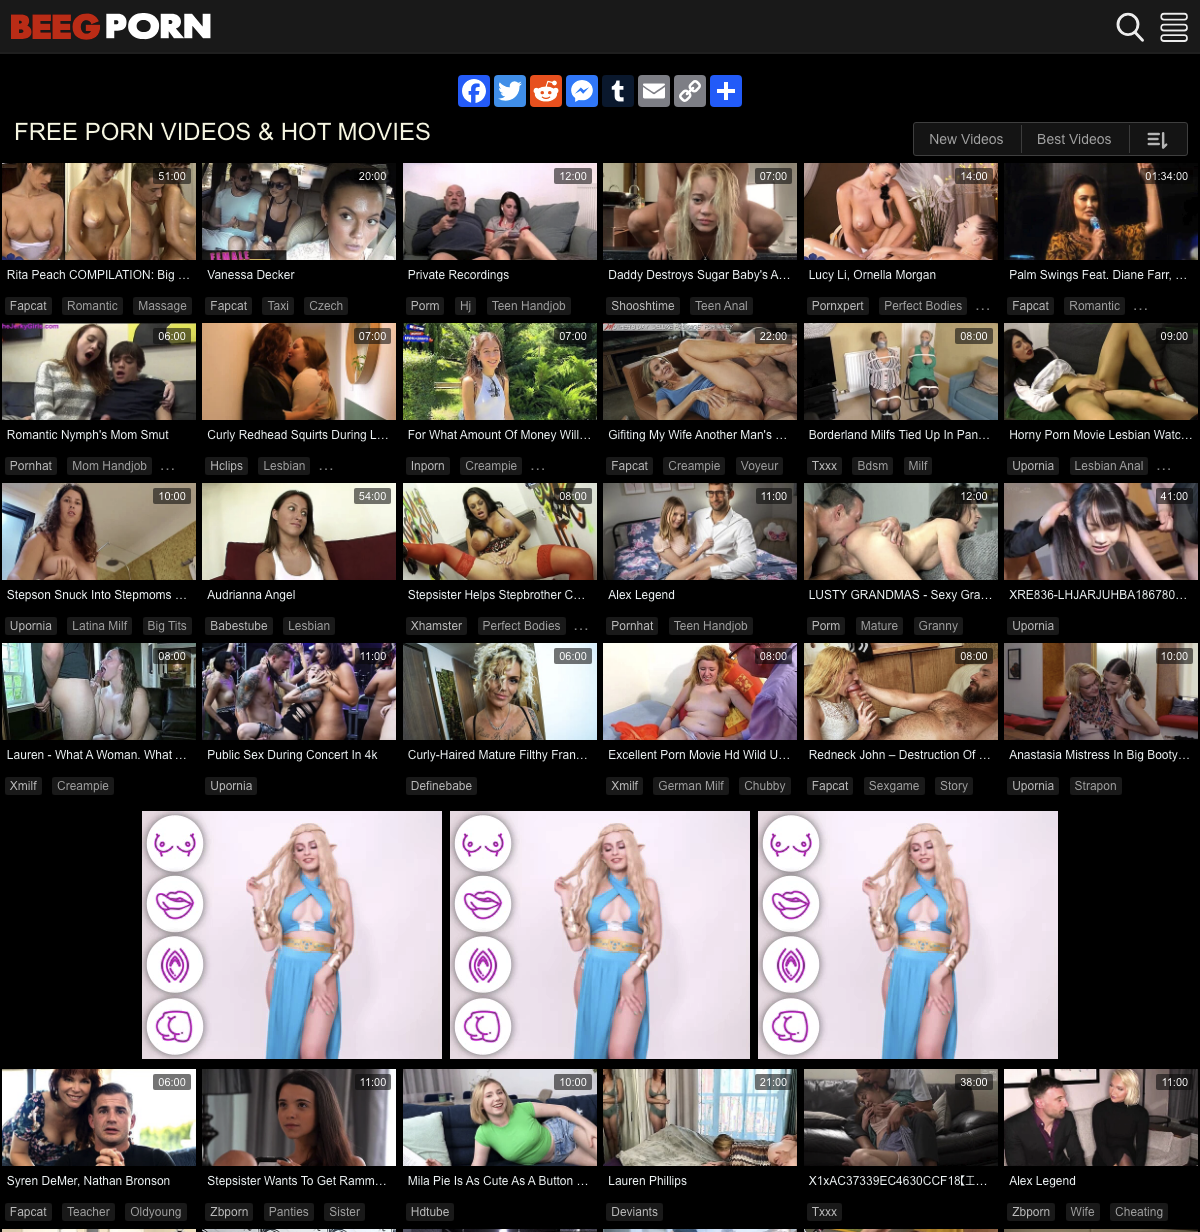 BEEG PORN
FREE PORN VIDEOS & HOT MOVIES
New Videos Best Videos
51:00 20:00 12:00 07:00 14:00 01:34:00
Rita Peach COMPILATION: Big ... Vanessa Decker Private Recordings Daddy Destroys Sugar Baby's A... Lucy Li, Ornella Morgan Palm Swings Feat. Diane Farr, ...
Fapcat Romantic Massage Fapcat Taxi Czech Porn Hj Teen Handjob Shooshtime Teen Anal Pornxpert Perfect Bodies ... Fapcat Romantic ...
06:00 07:00 07:00 22:00 08:00 09:00
Romantic Nymph's Mom Smut Curly Redhead Squirts During L... For What Amount Of Money Will... Gifiting My Wife Another Man's ... Borderland Milfs Tied Up In Pan... Horny Porn Movie Lesbian Watc...
Pornhat Mom Handjob ... Hclips Lesbian ... Inporn Creampie ... Fapcat Creampie Voyeur Txxx Bdsm Milf Upornia Lesbian Anal ...
10:00 54:00 08:00 11:00 12:00 41:00
Stepson Snuck Into Stepmoms ... Audrianna Angel Stepsister Helps Stepbrother C... Alex Legend LUSTY GRANDMAS - Sexy Gra... XRE836-LHJARJUHBA186780...
Upornia Latina Milf Big Tits Babestube Lesbian Xhamster Perfect Bodies ... Pornhat Teen Handjob Porn Mature Granny Upornia
08:00 11:00 06:00 08:00 08:00 10:00
Lauren - What A Woman. What ... Public Sex During Concert In 4k Curly-Haired Mature Filthy Fran... Excellent Porn Movie Hd Wild U... Redneck John – Destruction Of ... Anastasia Mistress In Big Booty...
Xmilf Creampie Upornia Definebabe Xmilf German Milf Chubby Fapcat Sexgame Story Upornia Strapon
06:00 11:00 10:00 21:00 38:00 11:00
Syren DeMer, Nathan Bronson Stepsister Wants To Get Ramm... Mila Pie Is As Cute As A Button ... Lauren Phillips X1xAC37339EC4630CCF18【工... Alex Legend
Fapcat Teacher Oldyoung Zbporn Panties Sister Hdtube Deviants Txxx Zbporn Wife Cheating